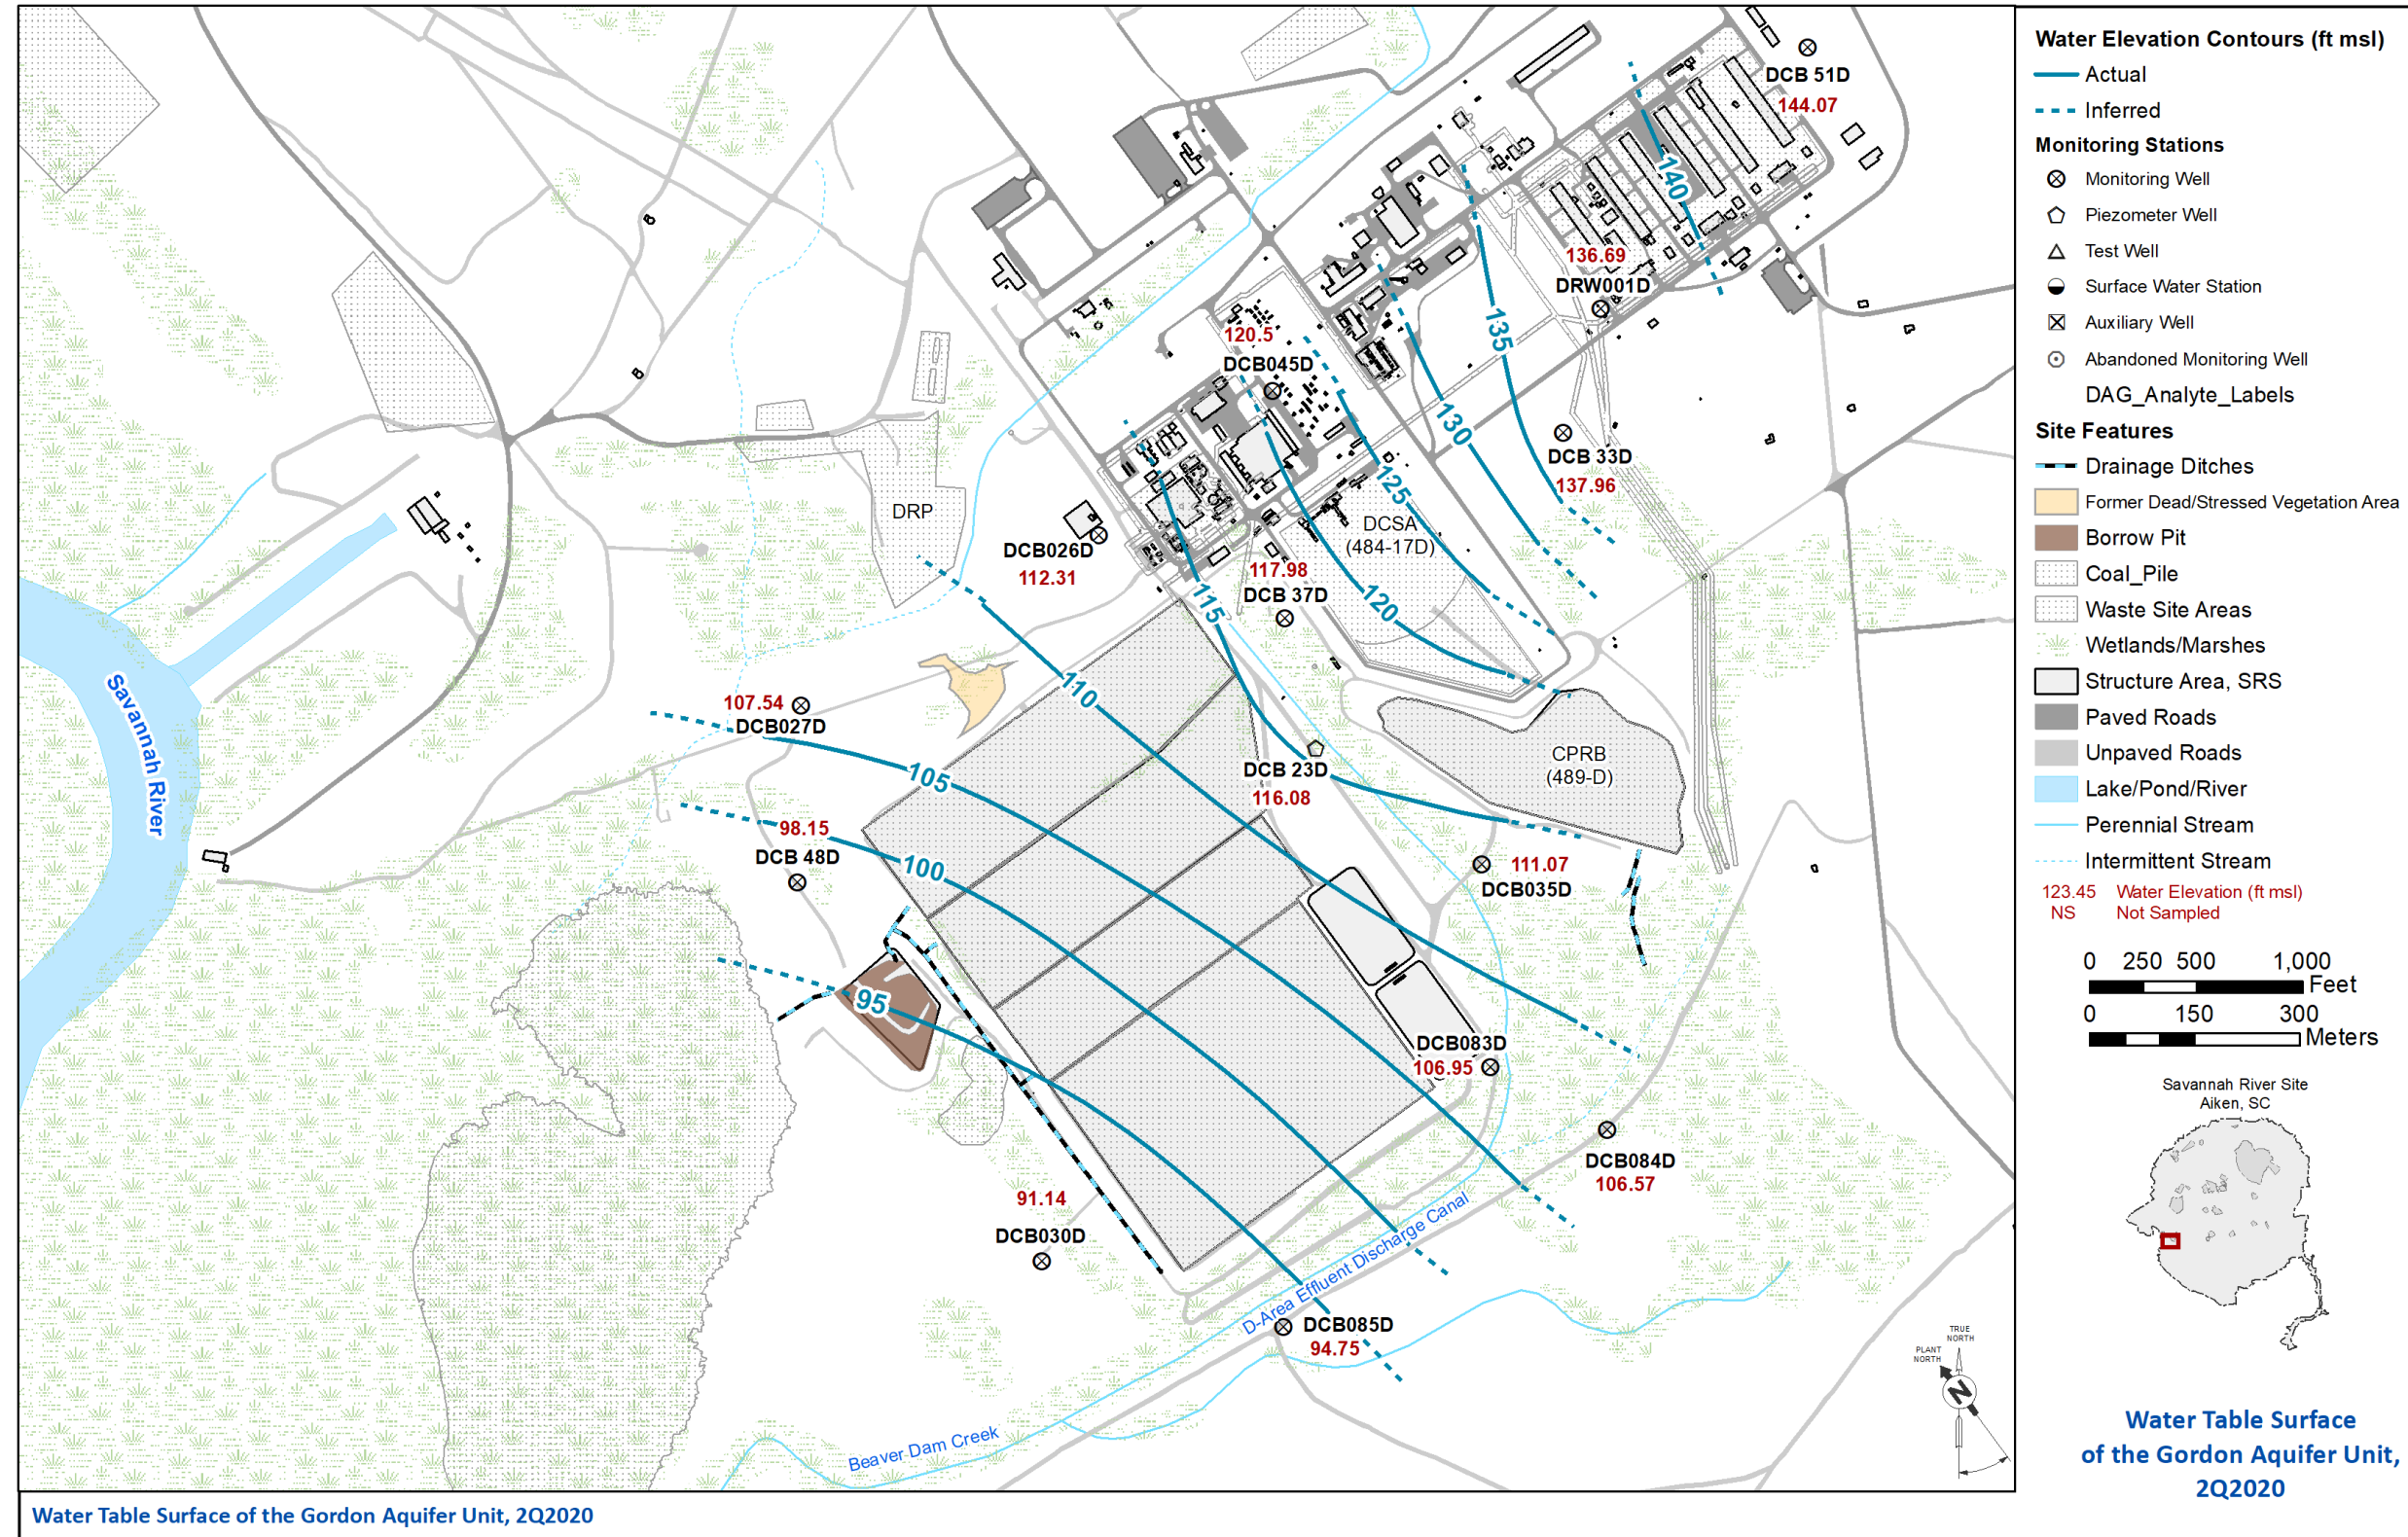 DCB 51D
144.07
140
136.69
DRW001D
135
120.5
DCB045D
130
DCB 33D
137.96
125
DRP
DCSA
(484-17D)
DCB026D
112.31
117.98
DCB 37D
115
120
Savannah River
110
107.54
DCB027D
105
CPRB
(489-D)
DCB 23D
116.08
98.15
DCB 48D
100
111.07
DCB035D
95
DCB083D
106.95
DCB084D
106.57
91.14
DCB030D
D-Area Effluent Discharge Canal
DCB085D
94.75
Beaver Dam Creek
TRUE
NORTH
PLANT
NORTH
N
Water Table Surface of the Gordon Aquifer Unit, 2Q2020
Water Elevation Contours (ft msl)
Actual
Inferred
Monitoring Stations
Monitoring Well
Piezometer Well
Test Well
Surface Water Station
Auxiliary Well
Abandoned Monitoring Well
DAG_Analyte_Labels
Site Features
Drainage Ditches
Former Dead/Stressed Vegetation Area
Borrow Pit
Coal_Pile
Waste Site Areas
Wetlands/Marshes
Structure Area, SRS
Paved Roads
Unpaved Roads
Lake/Pond/River
Perennial Stream
Intermittent Stream
123.45 Water Elevation (ft msl)
NS Not Sampled
0 250 500 1,000
Feet
0 150 300
Meters
Savannah River Site
Aiken, SC
Water Table Surface
of the Gordon Aquifer Unit,
2Q2020